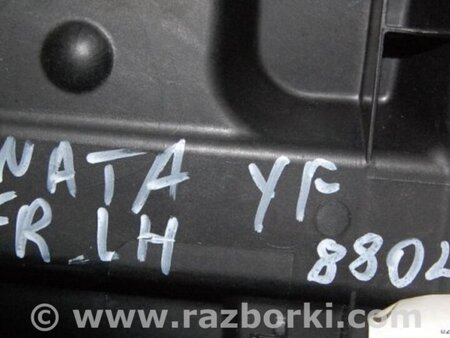 NATA YF
FR LH 880
© www.razborki.com